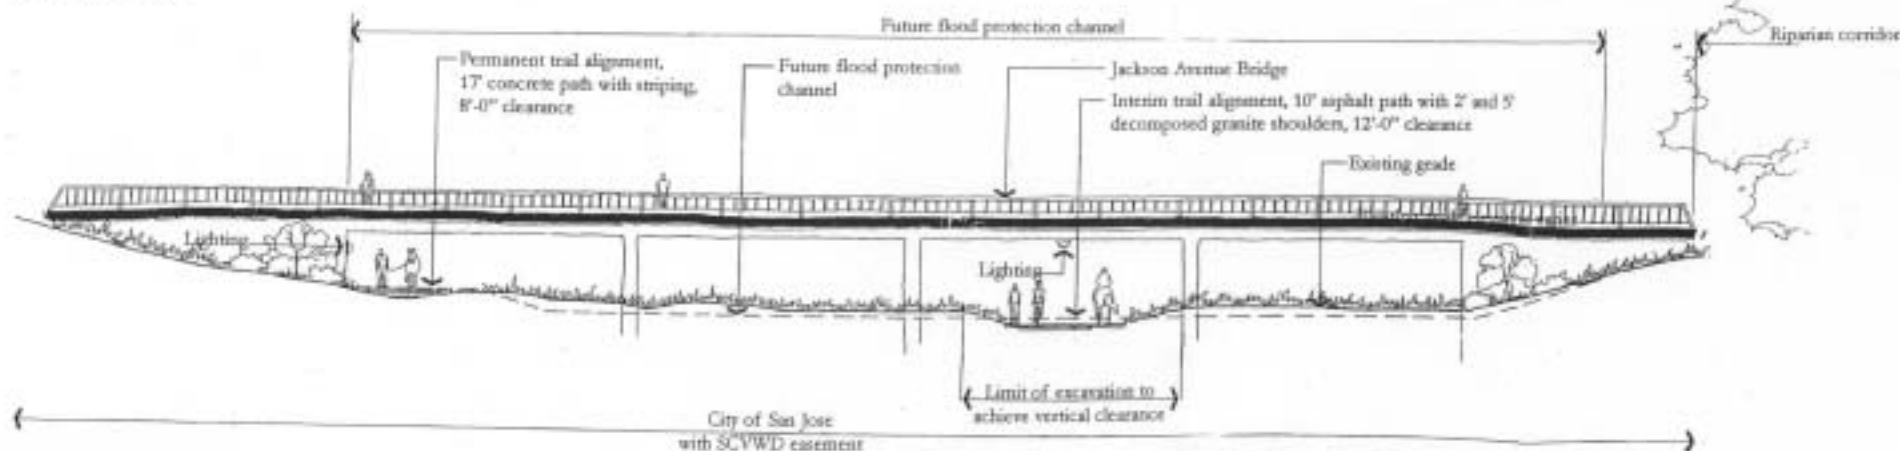 Future flood protection channel
Riparian corridor
Permanent trail alignment,
17' concrete path with striping,
8'-0" clearance
Future flood protection
channel
Jackson Avenue Bridge
Interim trail alignment, 10' asphalt path with 2' and 5'
decomposed granite shoulders, 12'-0" clearance
Existing grade
Lighting
Lighting
Limit of excavation to
achieve vertical clearance
City of San Jose
with SCVWD easement